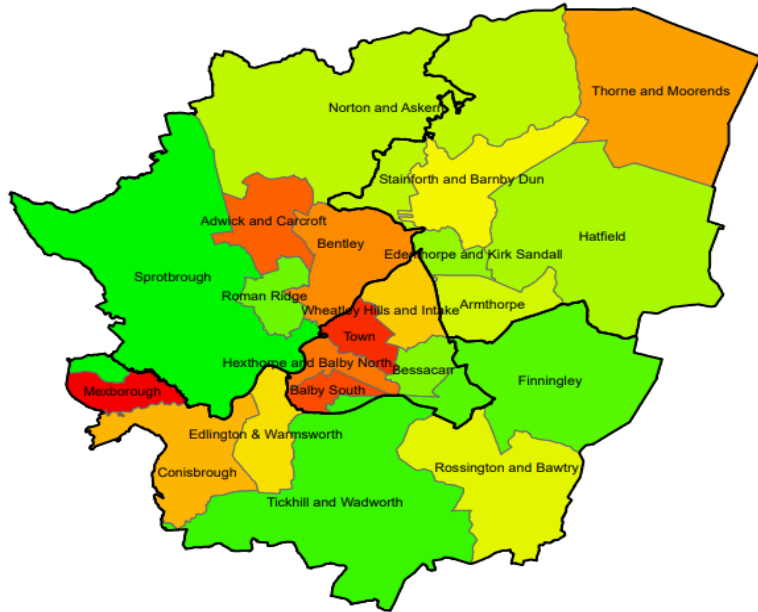 Thorne and Moorends
Norton and Askern
Stainforth and Barnby Dun
Adwick and Carcroft
Hatfield
Bentley
Edenthorpe and Kirk Sandall
Sprotbrough
Roman Ridge
Armthorpe
Wheatley Hills and Intake
Town
Hexthorpe and Balby North
Bessacarr
Finningley
Mexborough
Balby South
Edlington & Warmsworth
Rossington and Bawtry
Conisbrough
Tickhill and Wadworth